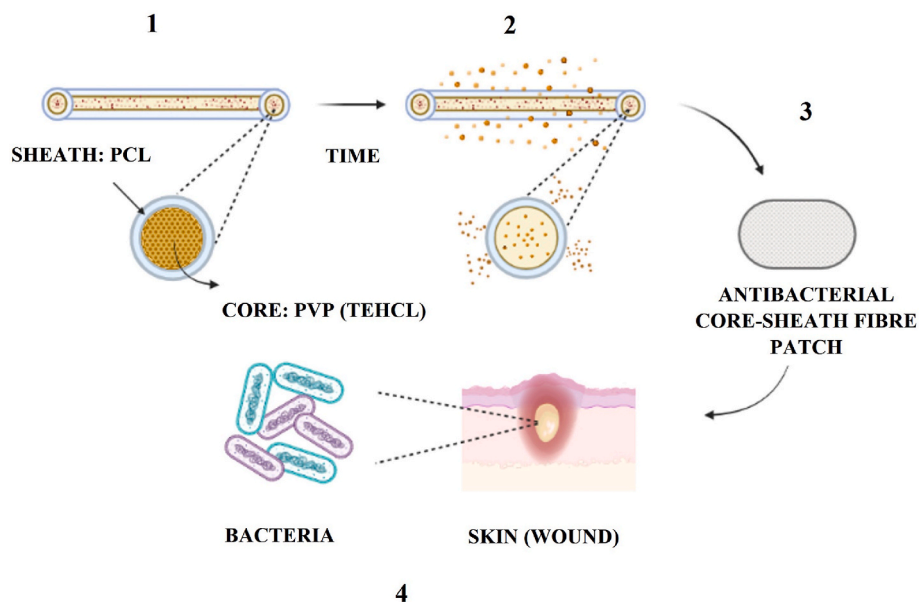 1
2
3
SHEATH: PCL
TIME
CORE: PVP (TEHCL)
ANTIBACTERIAL
CORE-SHEATH FIBRE
PATCH
BACTERIA
SKIN (WOUND)
4